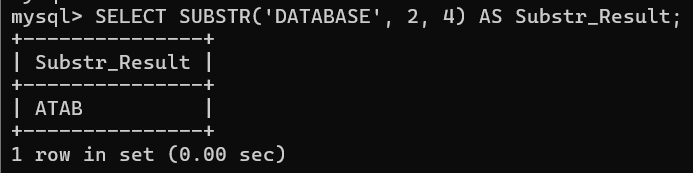 mysql> SELECT SUBSTR('DATABASE', 2, 4) AS Substr_Result;
+---------------+
| Substr_Result |
+---------------+
| ATAB          |
+---------------+
1 row in set (0.00 sec)